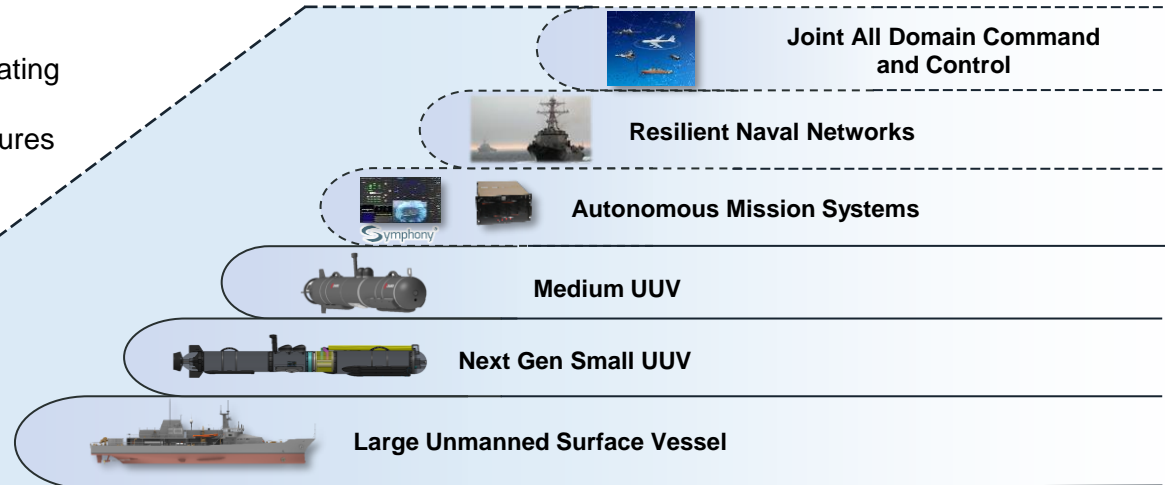 ating
ures
Joint All Domain Command
and Control
Resilient Naval Networks
Autonomous Mission Systems
Symphony
Medium UUV
Next Gen Small UUV
Large Unmanned Surface Vessel